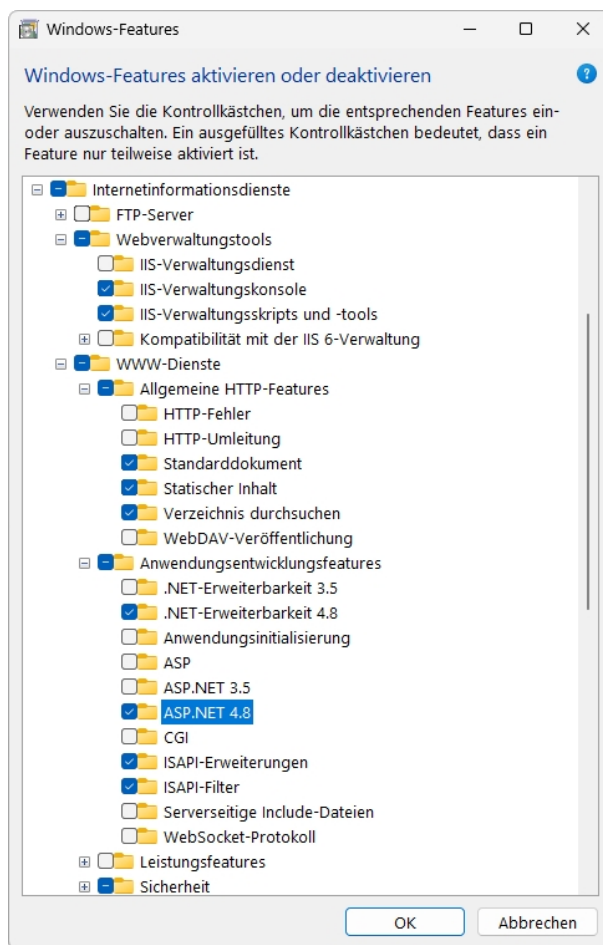 Windows-Features
Windows-Features aktivieren oder deaktivieren
Verwenden Sie die Kontrollkästchen, um die entsprechenden Features ein-
oder auszuschalten. Ein ausgefülltes Kontrollkästchen bedeutet, dass ein
Feature nur teilweise aktiviert ist.
Internetinformationsdienste
FTP-Server
Webverwaltungstools
IIS-Verwaltungsdienst
IIS-Verwaltungskonsole
IIS-Verwaltungsskripts und -tools
Kompatibilität mit der IIS 6-Verwaltung
WWW-Dienste
Allgemeine HTTP-Features
HTTP-Fehler
HTTP-Umleitung
Standarddokument
Statischer Inhalt
Verzeichnis durchsuchen
WebDAV-Veröffentlichung
Anwendungsentwicklungsfeatures
.NET-Erweiterbarkeit 3.5
.NET-Erweiterbarkeit 4.8
Anwendungsinitialisierung
ASP
ASP.NET 3.5
ASP.NET 4.8
CGI
ISAPI-Erweiterungen
ISAPI-Filter
Serverseitige Include-Dateien
WebSocket-Protokoll
Leistungsfeatures
Sicherheit
OK Abbrechen